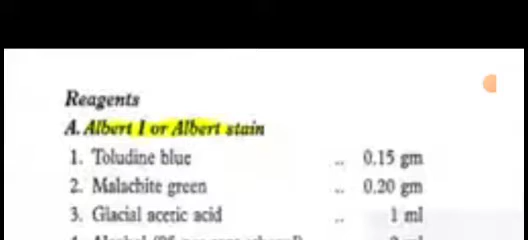 Reagents
A. Albert I or Albert stain
1. Toludine blue .. 0.15 gm
2. Malachite green .. 0.20 gm
3. Glacial acetic acid .. 1 ml